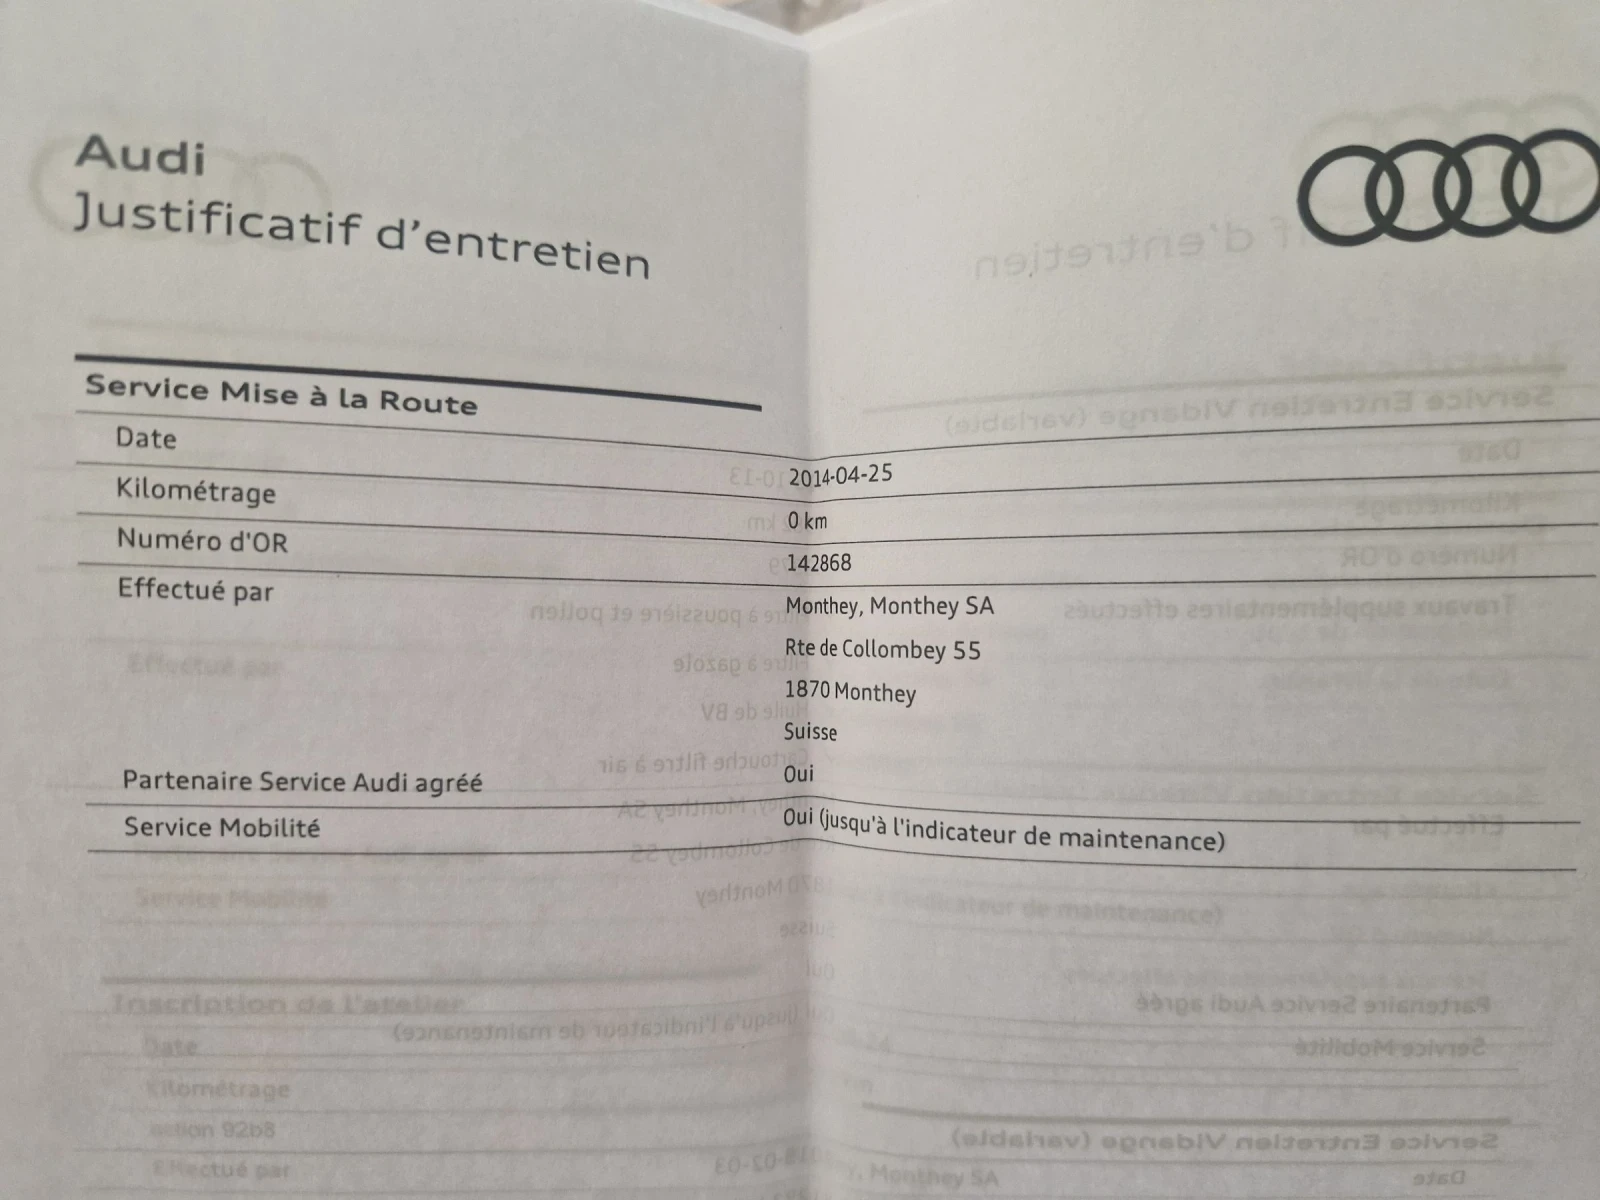 Audi
Justificatif d'entretien
Service Mise à la Route
Date 2014-04-25
Kilométrage 0 km
Numéro d'OR 142868
Effectué par Monthey, Monthey SA
Rte de Collombey 55
1870 Monthey
Suisse
Partenaire Service Audi agréé Oui
Service Mobilité Oui (jusqu'à l'indicateur de maintenance)